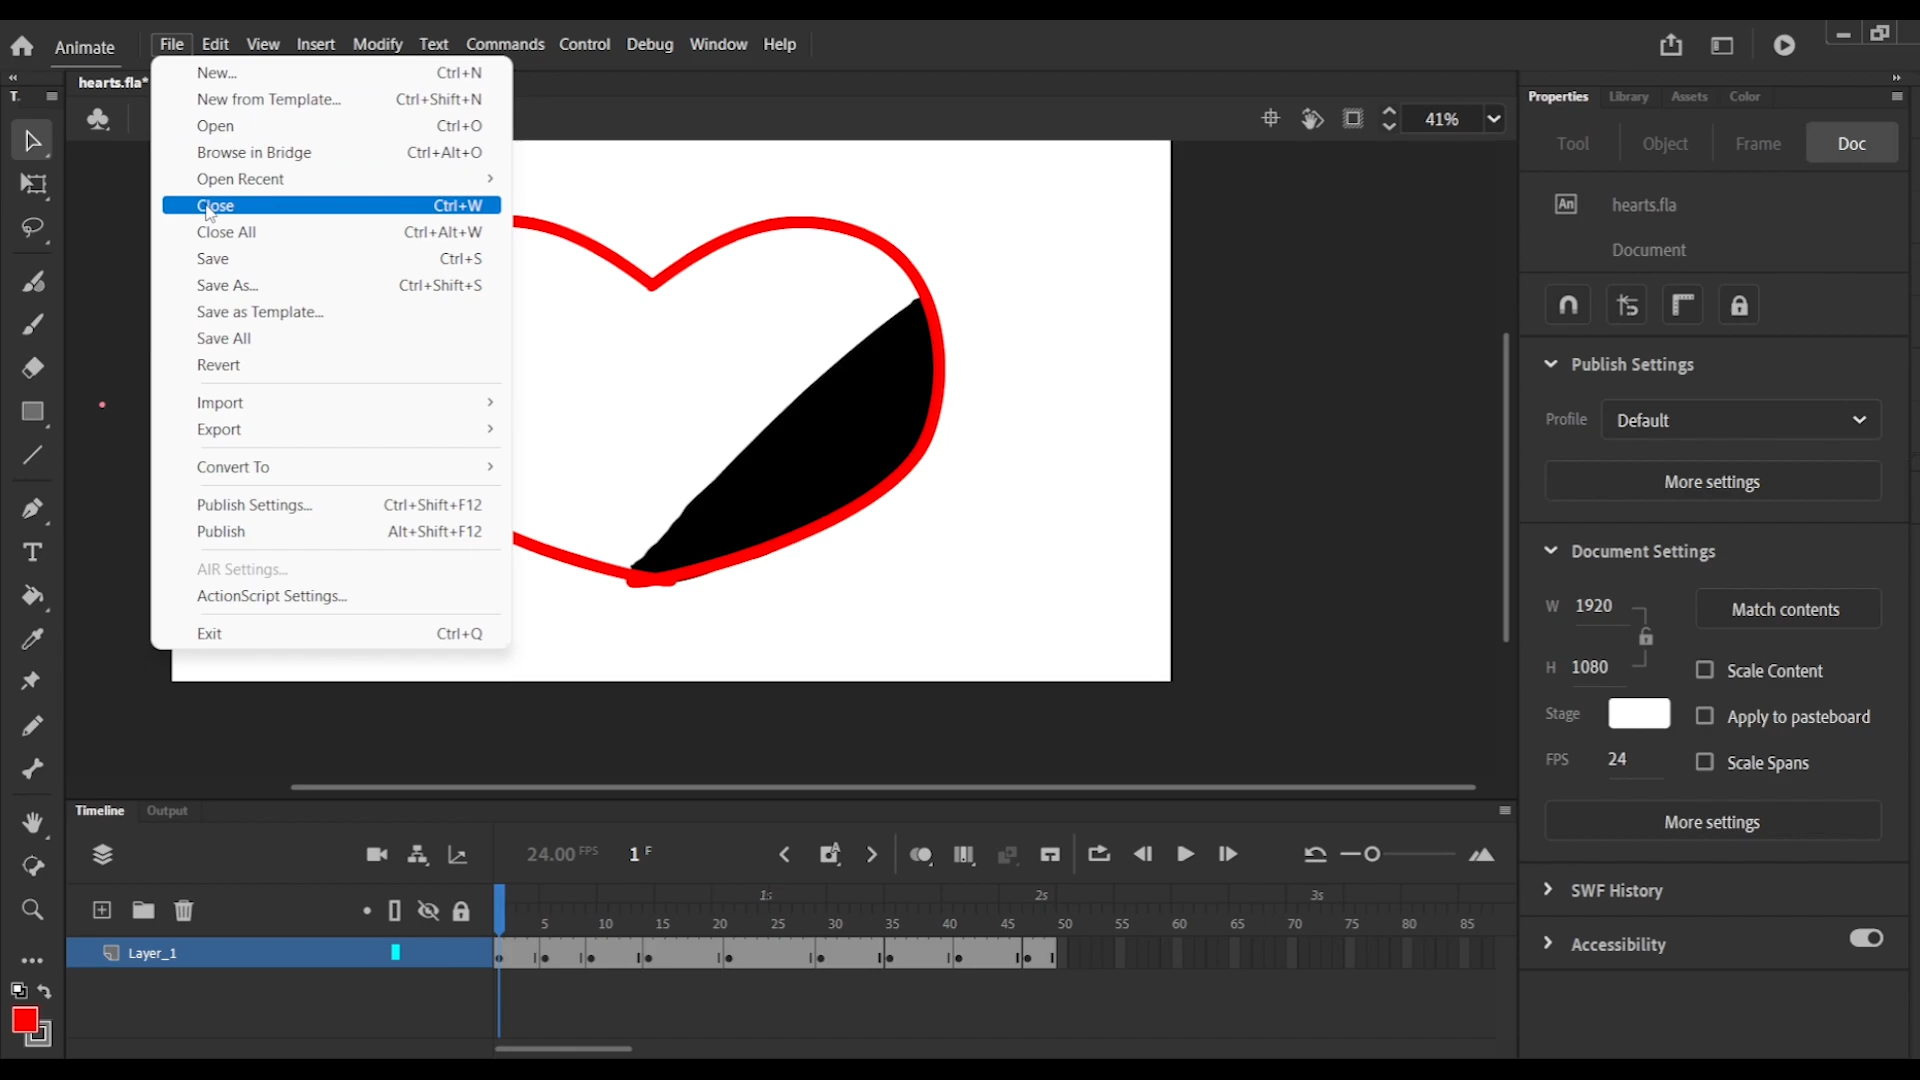 Animate File Edit View Insert Modify Text Commands Control Debug Window Help
hearts.fla*
T.
New... Ctrl+N
New from Template... Ctrl+Shift+N
Open Ctrl+O
Browse in Bridge Ctrl+Alt+O
Open Recent
Close Ctrl+W
Close All Ctrl+Alt+W
Save Ctrl+S
Save As... Ctrl+Shift+S
Save as Template...
Save All
Revert
Import
Export
Convert To
Publish Settings... Ctrl+Shift+F12
Publish Alt+Shift+F12
AIR Settings...
ActionScript Settings...
Exit Ctrl+Q
41%
Properties Library Assets Color
Tool Object Frame Doc
An hearts.fla
Document
Publish Settings
Profile Default
More settings
Document Settings
W 1920 Match contents
H 1080 Scale Content
Stage Apply to pasteboard
FPS 24 Scale Spans
More settings
SWF History
Accessibility
Timeline Output
24.00 FPS 1 F
1s 2s 3s
5 10 15 20 25 30 35 40 45 50 55 60 65 70 75 80 85
Layer_1